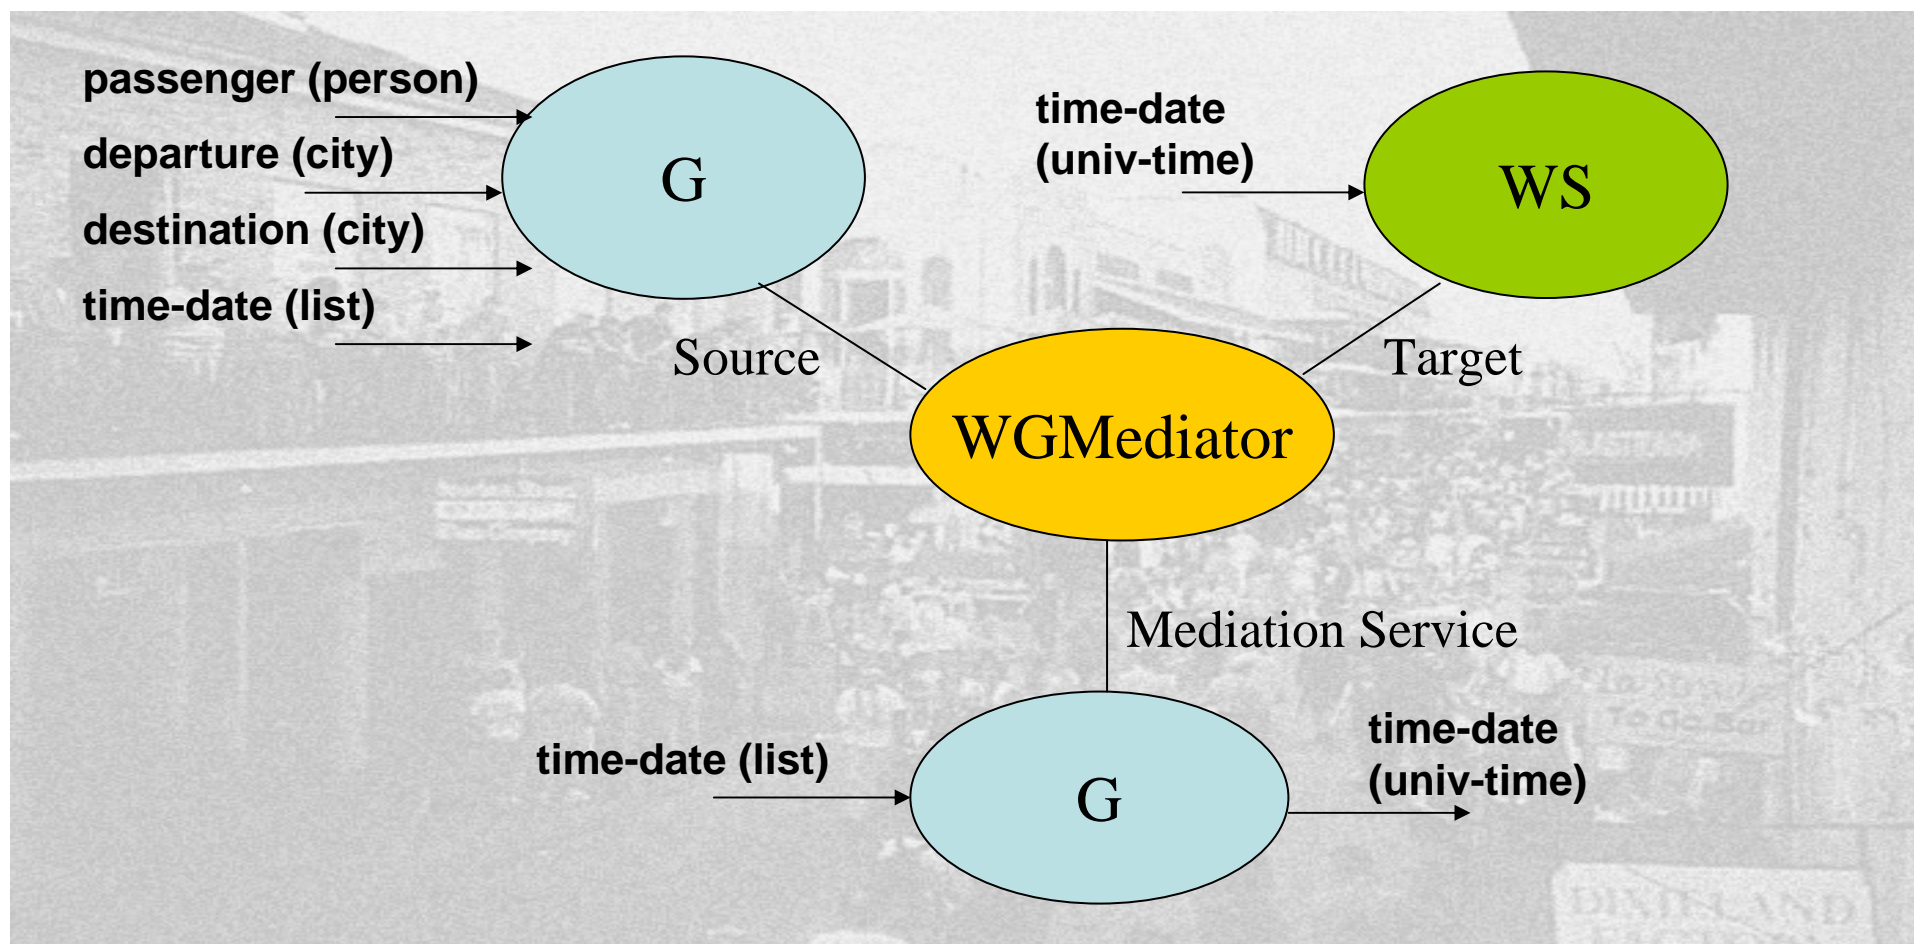 passenger (person)
departure (city)
destination (city)
time-date (list)
G
time-date
(univ-time)
WS
Source
Target
WGMediator
Mediation Service
time-date (list)
G
time-date
(univ-time)
DIXIELAND